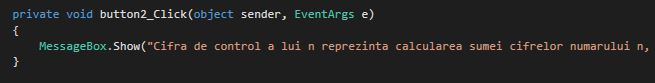 private void button2_Click(object sender, EventArgs e)
{
MessageBox.Show("Cifra de control a lui n reprezinta calcularea sumei cifrelor numarului n,
}